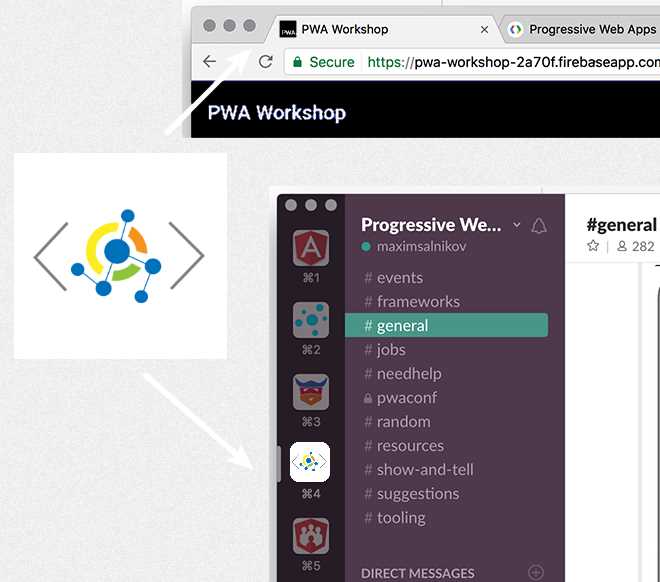 PWA Workshop
Progressive Web Apps
PWA
Secure https://pwa-workshop-2a70f.firebaseapp.com
PWA Workshop
Progressive We...
maximsalnikov
#general
282
⌘1
⌘2
⌘3
⌘4
⌘5
# events
# frameworks
# general
# jobs
# needhelp
pwaconf
# random
# resources
# show-and-tell
# suggestions
# tooling
DIRECT MESSAGES